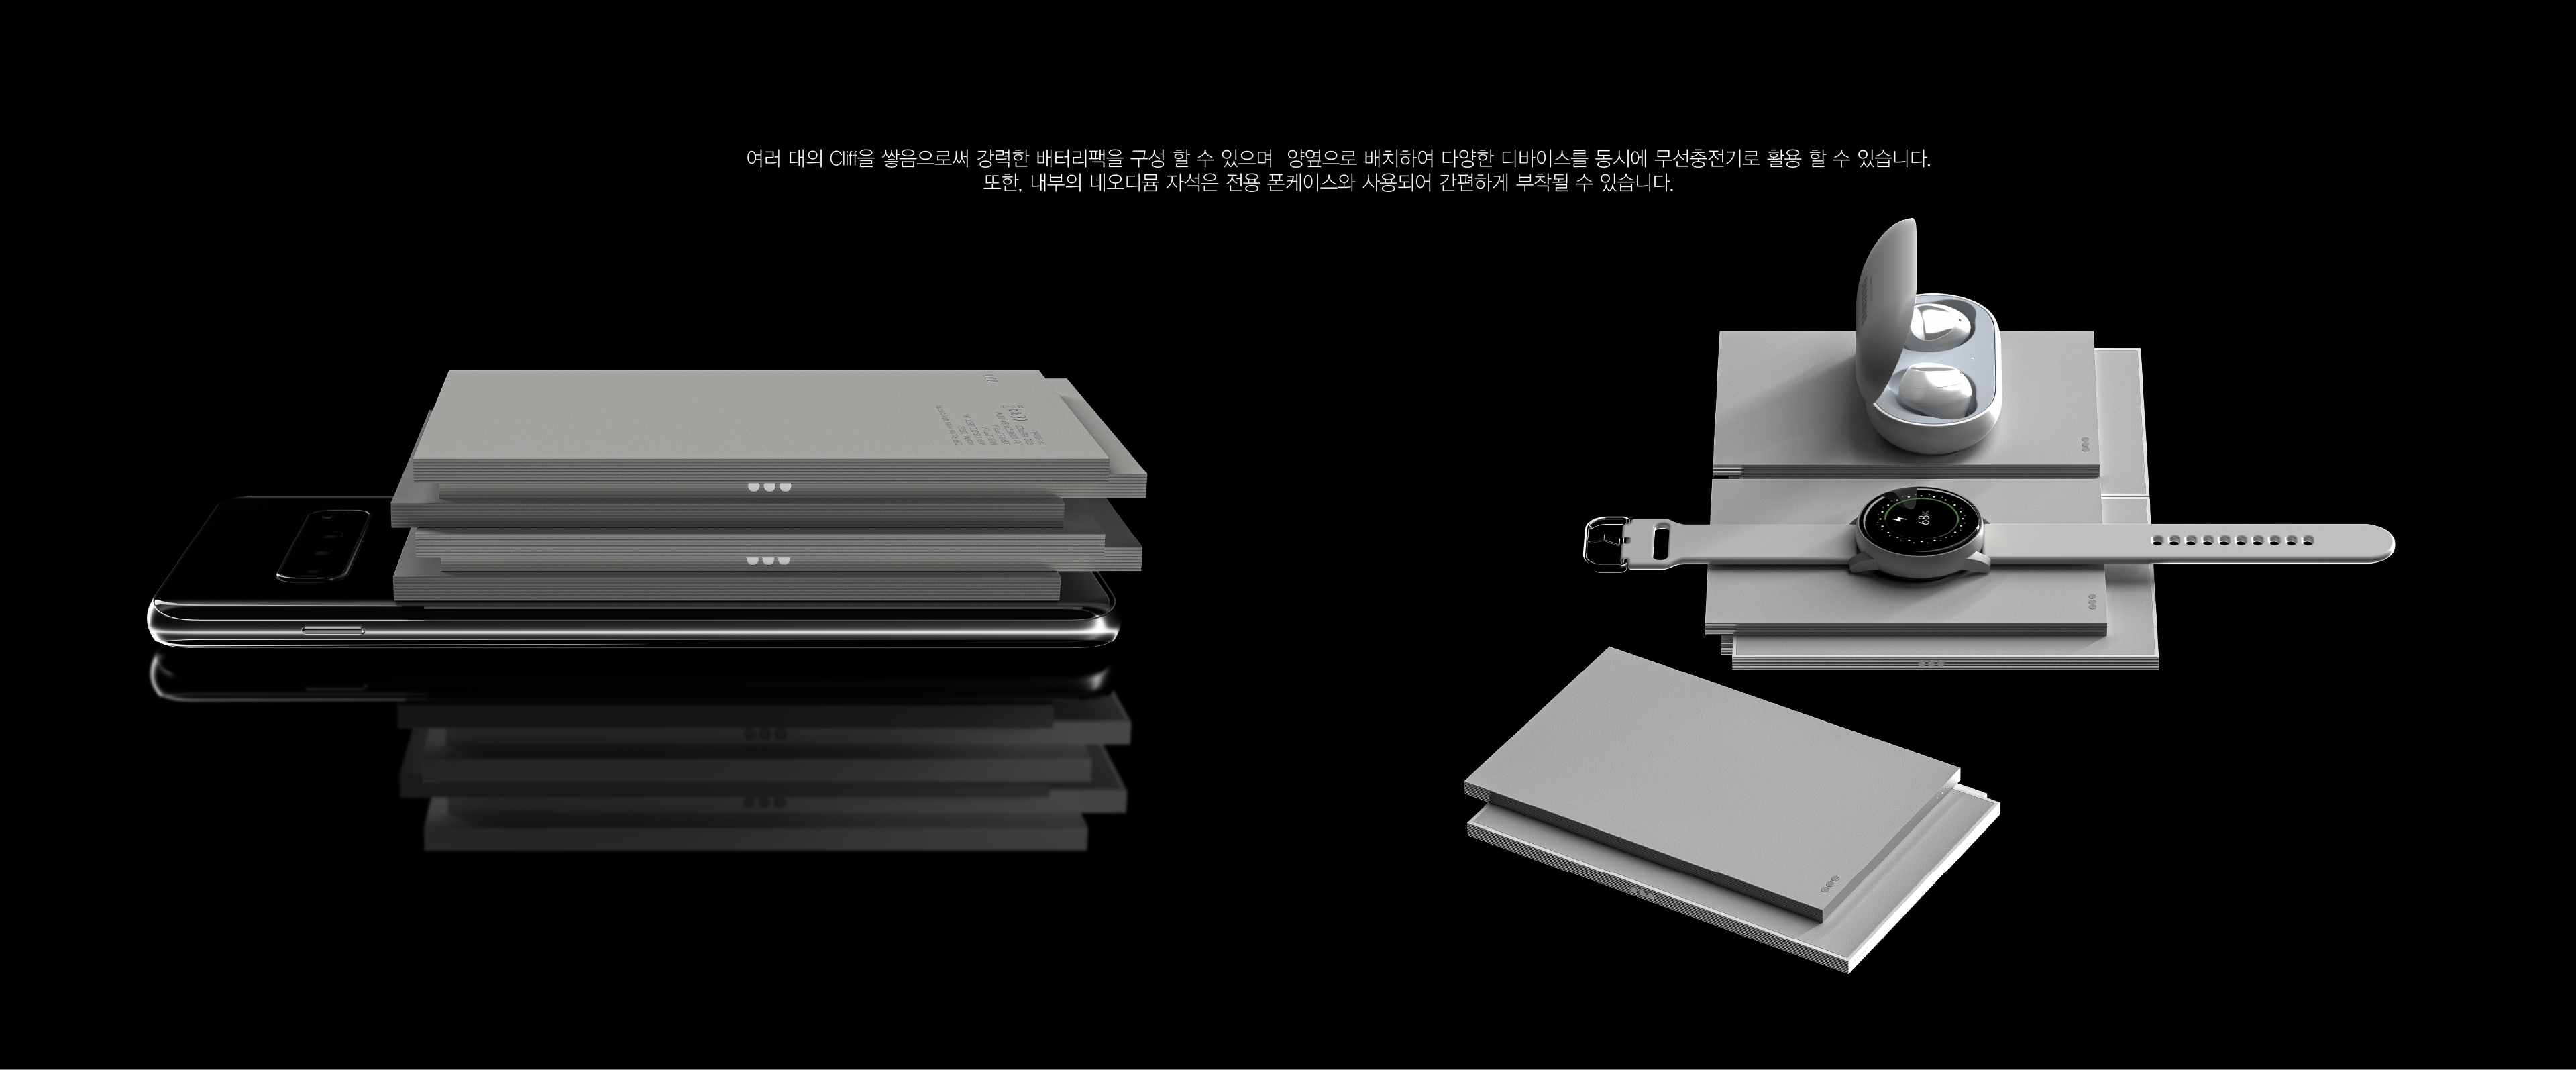 여러 대의 Cliff을 쌓음으로써 강력한 배터리팩을 구성 할 수 있으며  양옆으로 배치하여 다양한 디바이스를 동시에 무선충전기로 활용 할 수 있습니다.
또한, 내부의 네오디뮴 자석은 전용 폰케이스와 사용되어 간편하게 부착될 수 있습니다.
68%